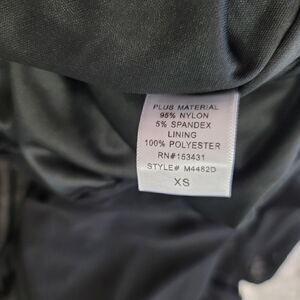 PLUS MATERIAL
95% NYLON
5% SPANDEX
LINING
100% POLYESTER
RN#153431
STYLE# M4482D
XS